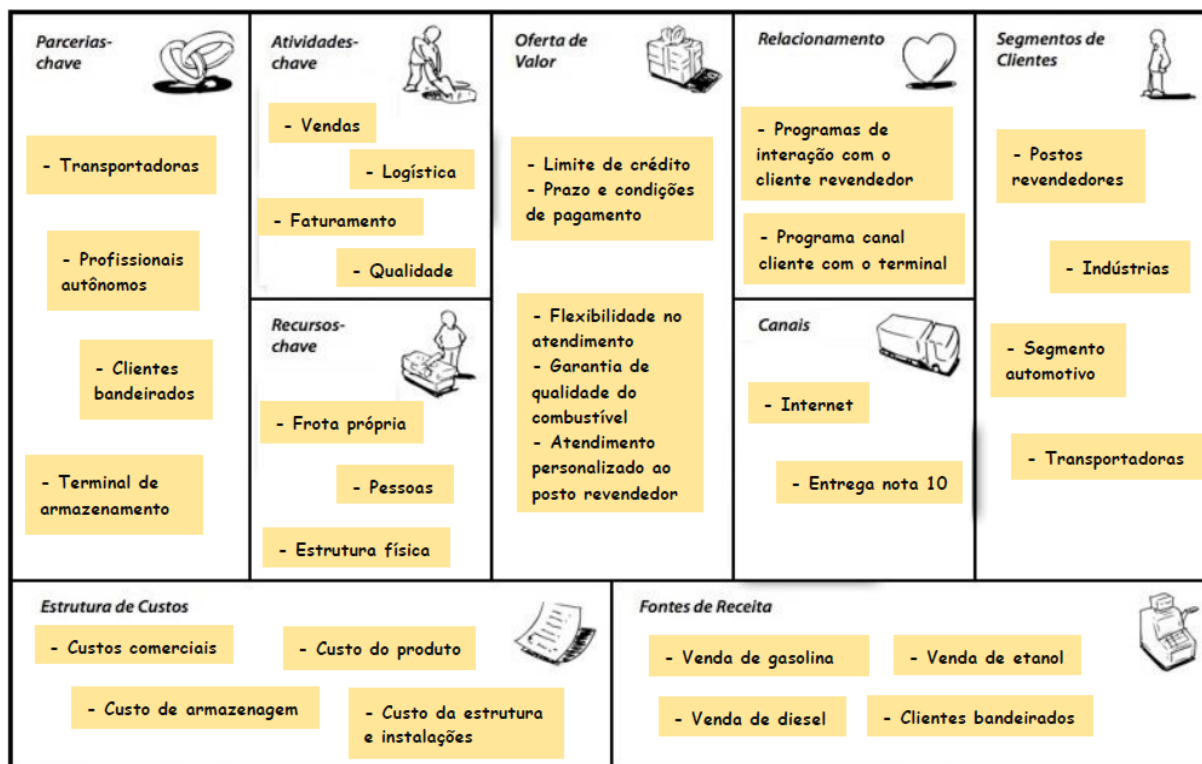 Parcerias-
chave
- Transportadoras
- Profissionais
autônomos
- Clientes
bandeirados
- Terminal de
armazenamento
Atividades-
chave
- Vendas
- Logística
- Faturamento
- Qualidade
Recursos-
chave
- Frota própria
- Pessoas
- Estrutura física
Oferta de
Valor
- Limite de crédito
- Prazo e condições
de pagamento
- Flexibilidade no
atendimento
- Garantia de
qualidade do
combustível
- Atendimento
personalizado ao
posto revendedor
Relacionamento
- Programas de
interação com o
cliente revendedor
- Programa canal
cliente com o terminal
Canais
- Internet
- Entrega nota 10
Segmentos de
Clientes
- Postos
revendedores
- Indústrias
- Segmento
automotivo
- Transportadoras
Estrutura de Custos
- Custos comerciais
- Custo do produto
- Custo de armazenagem
- Custo da estrutura
e instalações
Fontes de Receita
- Venda de gasolina
- Venda de etanol
- Venda de diesel
- Clientes bandeirados